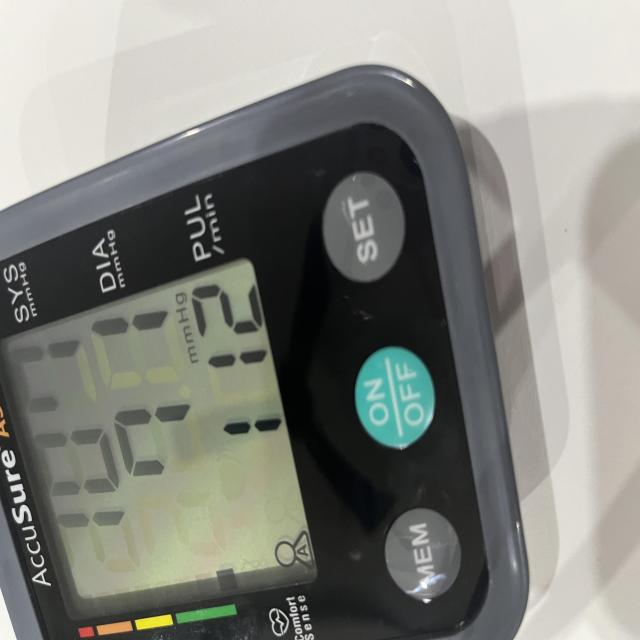 AccuSure
SYS
mmHg
DIA
mmHg
mmHg
PUL
/min
Comfort
Sense
MEM
ON
OFF
SET